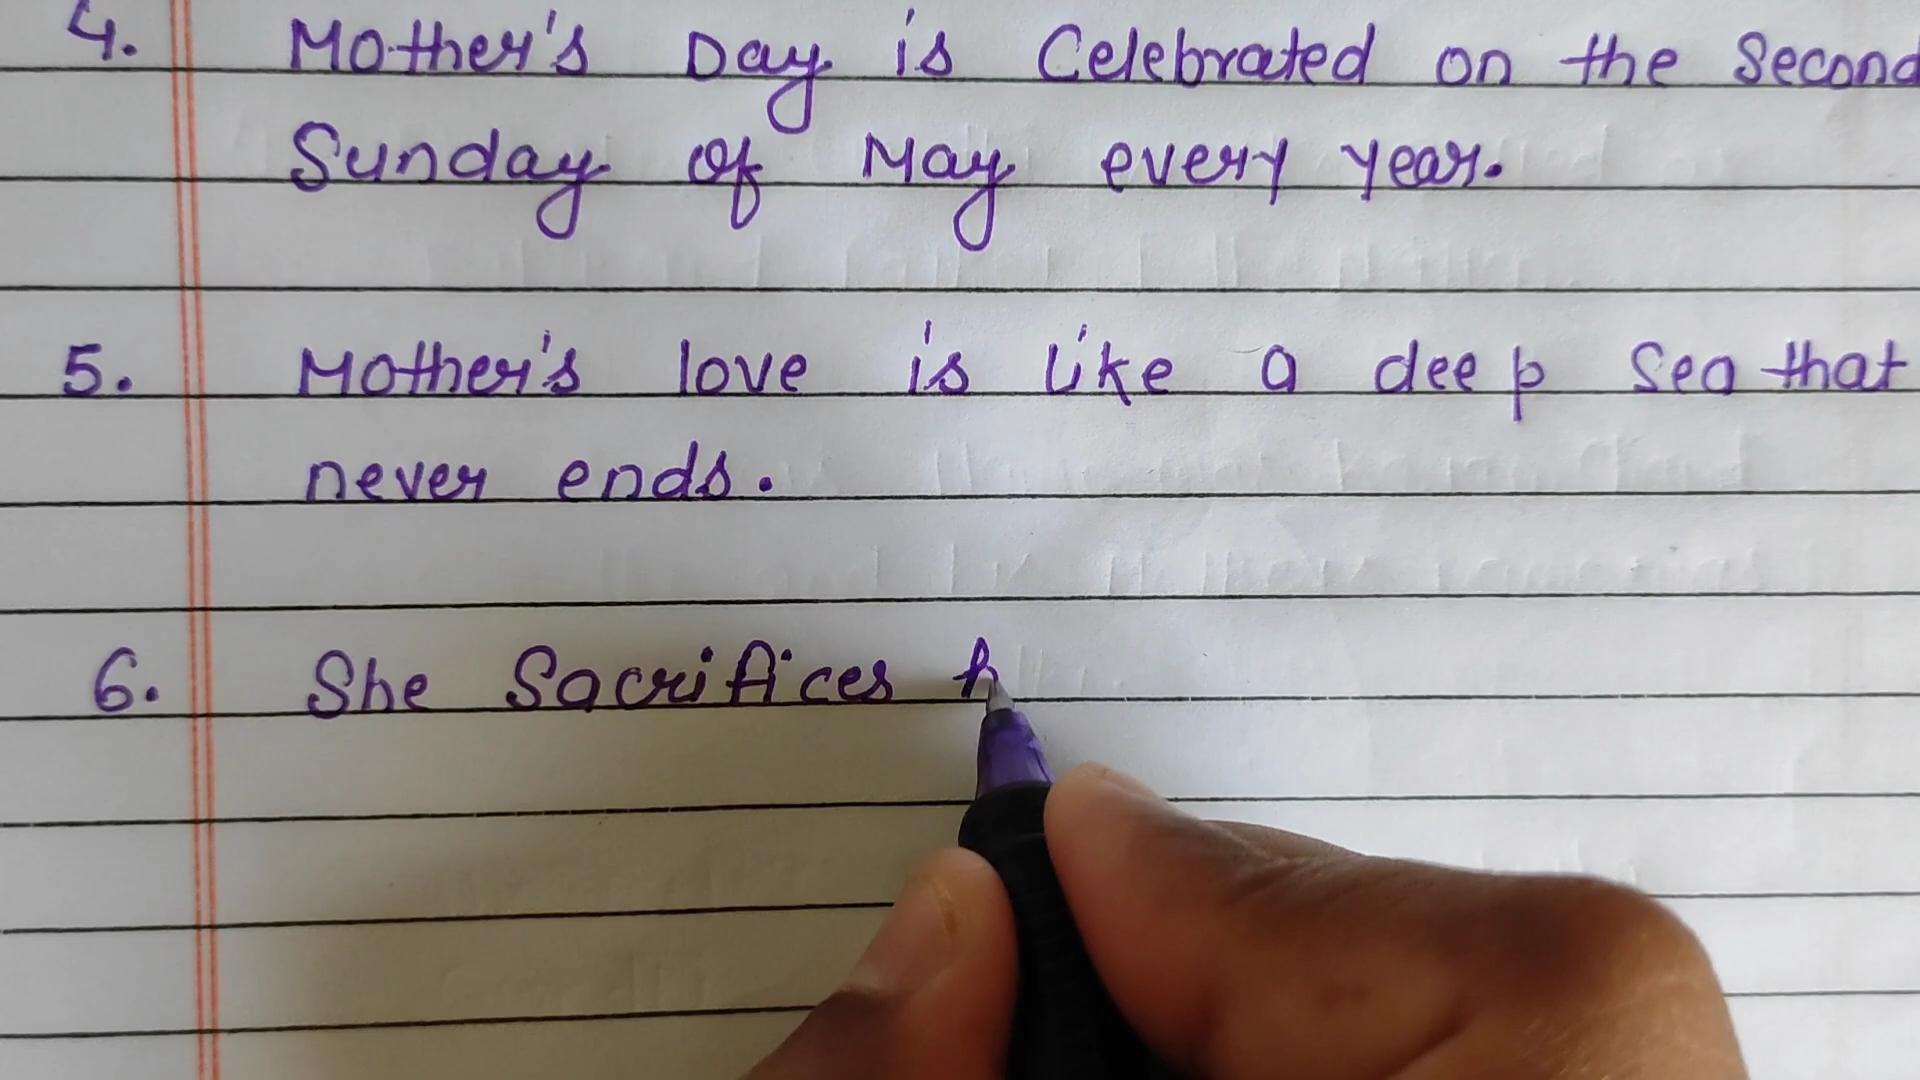 4. Mother's Day is Celebrated on the Second
Sunday of May every year.
5. Mother's love is like a deep Sea that
never ends.
6. She Sacrifices h